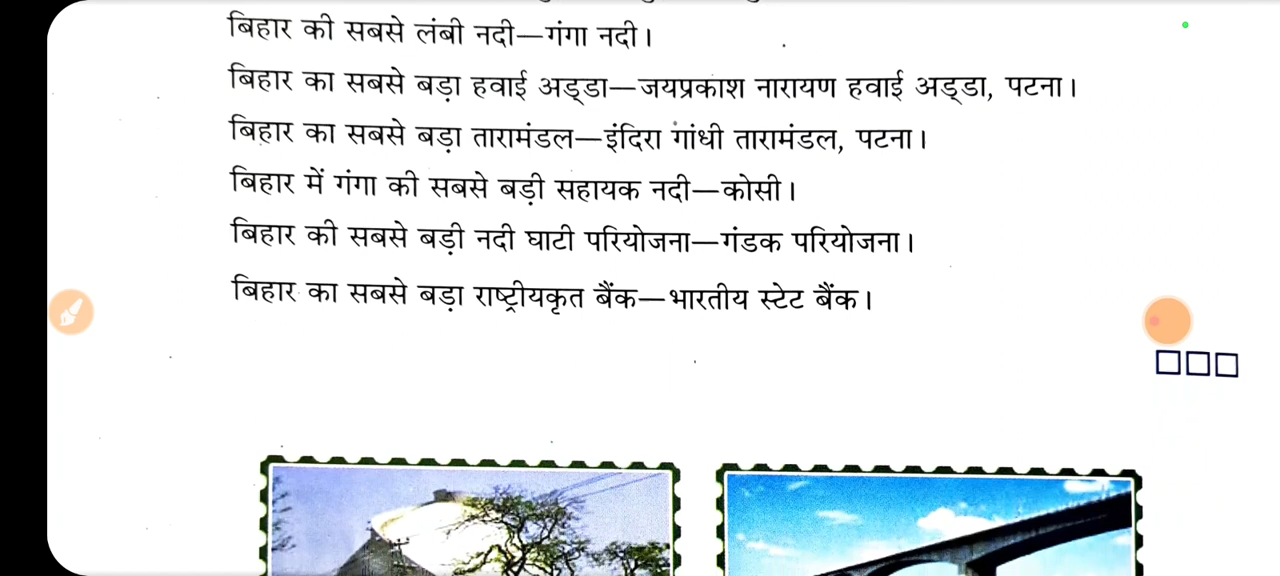 बिहार की सबसे लंबी नदी—गंगा नदी।
बिहार का सबसे बड़ा हवाई अड्डा—जयप्रकाश नारायण हवाई अड्डा, पटना।
बिहार का सबसे बड़ा तारामंडल—इंदिरा गांधी तारामंडल, पटना।
बिहार में गंगा की सबसे बड़ी सहायक नदी—कोसी।
बिहार की सबसे बड़ी नदी घाटी परियोजना—गंडक परियोजना।
बिहार का सबसे बड़ा राष्ट्रीयकृत बैंक—भारतीय स्टेट बैंक।